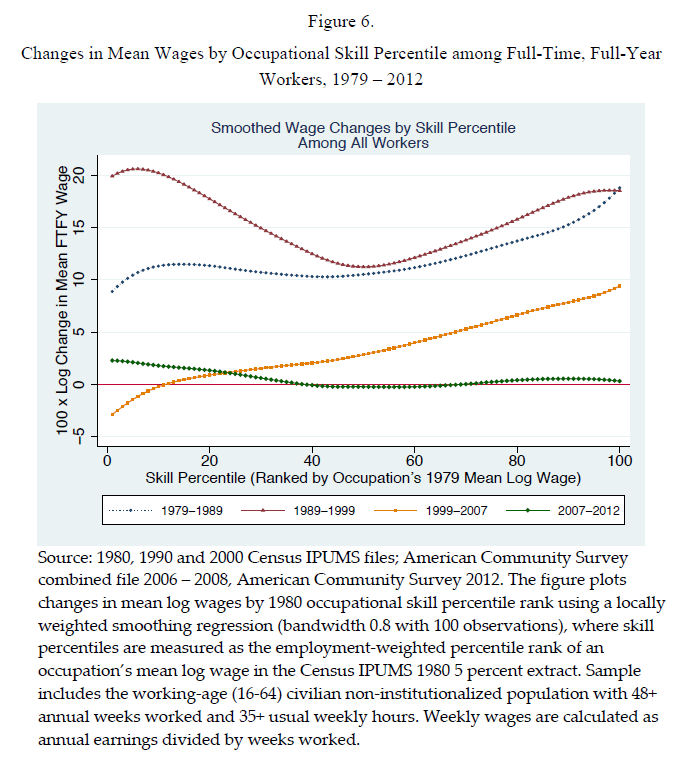 Figure 6.
Changes in Mean Wages by Occupational Skill Percentile among Full-Time, Full-Year
Workers, 1979 – 2012
Smoothed Wage Changes by Skill Percentile
Among All Workers
100 x Log Change in Mean FTFY Wage
20
15
10
5
0
-5
0 20 40 60 80 100
Skill Percentile (Ranked by Occupation's 1979 Mean Log Wage)
1979–1989 1989–1999 1999–2007 2007–2012
Source: 1980, 1990 and 2000 Census IPUMS files; American Community Survey
combined file 2006 – 2008, American Community Survey 2012. The figure plots
changes in mean log wages by 1980 occupational skill percentile rank using a locally
weighted smoothing regression (bandwidth 0.8 with 100 observations), where skill
percentiles are measured as the employment-weighted percentile rank of an
occupation's mean log wage in the Census IPUMS 1980 5 percent extract. Sample
includes the working-age (16-64) civilian non-institutionalized population with 48+
annual weeks worked and 35+ usual weekly hours. Weekly wages are calculated as
annual earnings divided by weeks worked.